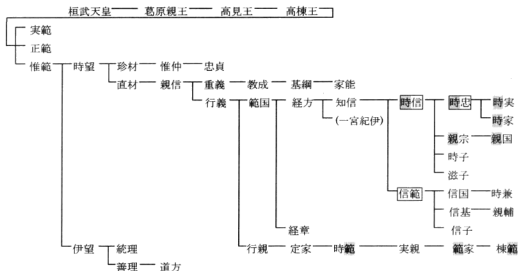 桓武天皇 葛原親王 高見王 高棟王
実範
正範
惟範 時望 珍材 惟仲 忠貞
直材 親信 重義 教成 基綱 家能
行義 範国 経方 知信 時信 時忠 時実
(一宮紀伊) 時家
親宗 親国
時子
滋子
信範 信国 時兼
信基 親輔
経章 信子
伊望 統理 行親 定家 時範 実親 範家 棟範
善理 道方